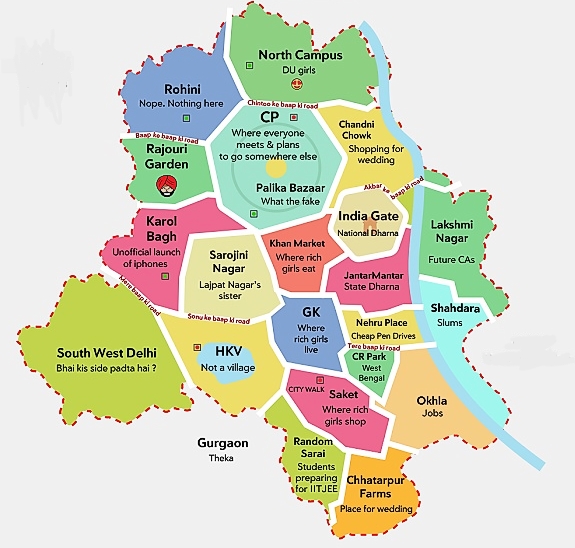 North Campus
DU girls
Rohini
Nope. Nothing here
Chintoo ke baap ki road
CP
Where everyone
meets & plans
to go somewhere else
Palika Bazaar
What the fake
Chandni
Chowk
Shopping for
wedding
Baap ke baap ki road
Rajouri
Garden
Akbar ke baap ki road
India Gate
National Dharna
Karol
Bagh
Unofficial launch
of iphones
Lakshmi
Nagar
Future CAs
Khan Market
Where rich
girls eat
Sarojini
Nagar
Lajpat Nagar's
sister
JantarMantar
State Dharna
Mere baap ki road
Sonu ke baap ki road
GK
Where
rich girls
live
Nehru Place
Cheap Pen Drives
Shahdara
Slums
Tere baap ki road
CR Park
West
Bengal
South West Delhi
Bhai kis side padta hai ?
HKV
Not a village
CITY WALK
Saket
Where rich
girls shop
Okhla
Jobs
Gurgaon
Theka
Random
Sarai
Students
preparing
for IITJEE
Chhatarpur
Farms
Place for wedding